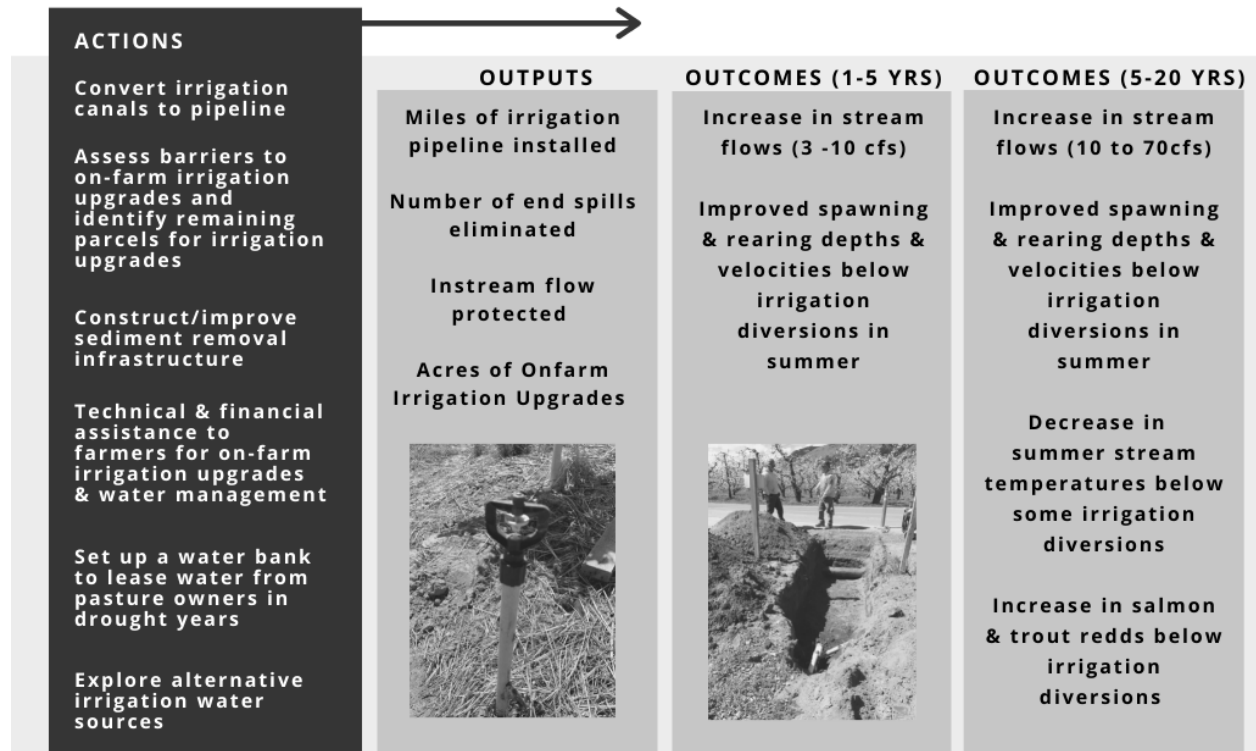 ACTIONS
Convert irrigation
canals to pipeline
Assess barriers to
on-farm irrigation
upgrades and
identify remaining
parcels for irrigation
upgrades
Construct/improve
sediment removal
infrastructure
Technical & financial
assistance to
farmers for on-farm
irrigation upgrades
& water management
Set up a water bank
to lease water from
pasture owners in
drought years
Explore alternative
irrigation water
sources
OUTPUTS
Miles of irrigation
pipeline installed
Number of end spills
eliminated
Instream flow
protected
Acres of Onfarm
Irrigation Upgrades
OUTCOMES (1-5 YRS)
Increase in stream
flows (3 -10 cfs)
Improved spawning
& rearing depths &
velocities below
irrigation
diversions in
summer
OUTCOMES (5-20 YRS)
Increase in stream
flows (10 to 70cfs)
Improved spawning
& rearing depths &
velocities below
irrigation
diversions in
summer
Decrease in
summer stream
temperatures below
some irrigation
diversions
Increase in salmon
& trout redds below
irrigation
diversions